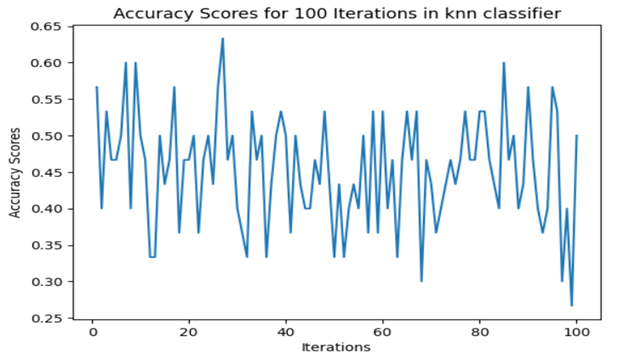 Accuracy Scores for 100 Iterations in knn classifier
Accuracy Scores
0.65
0.60
0.55
0.50
0.45
0.40
0.35
0.30
0.25
0 20 40 60 80 100
Iterations